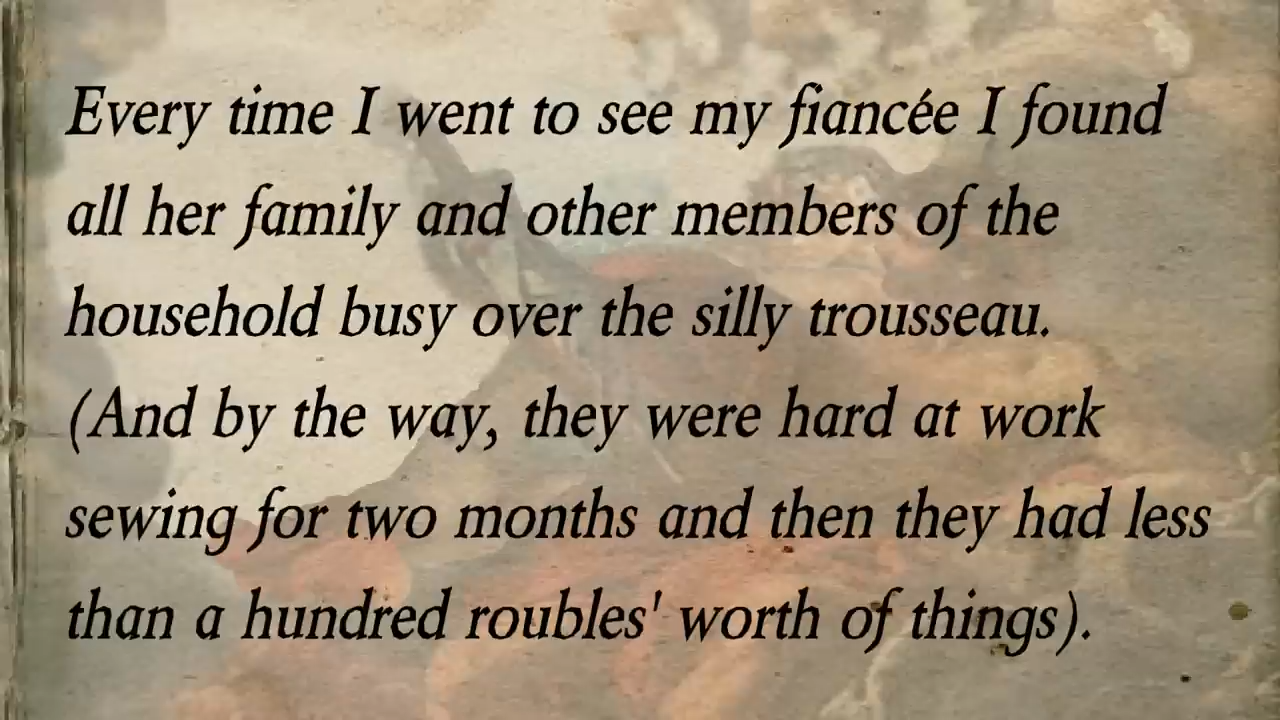 Every time I went to see my fiancée I found
all her family and other members of the
household busy over the silly trousseau.
(And by the way, they were hard at work
sewing for two months and then they had less
than a hundred roubles' worth of things).